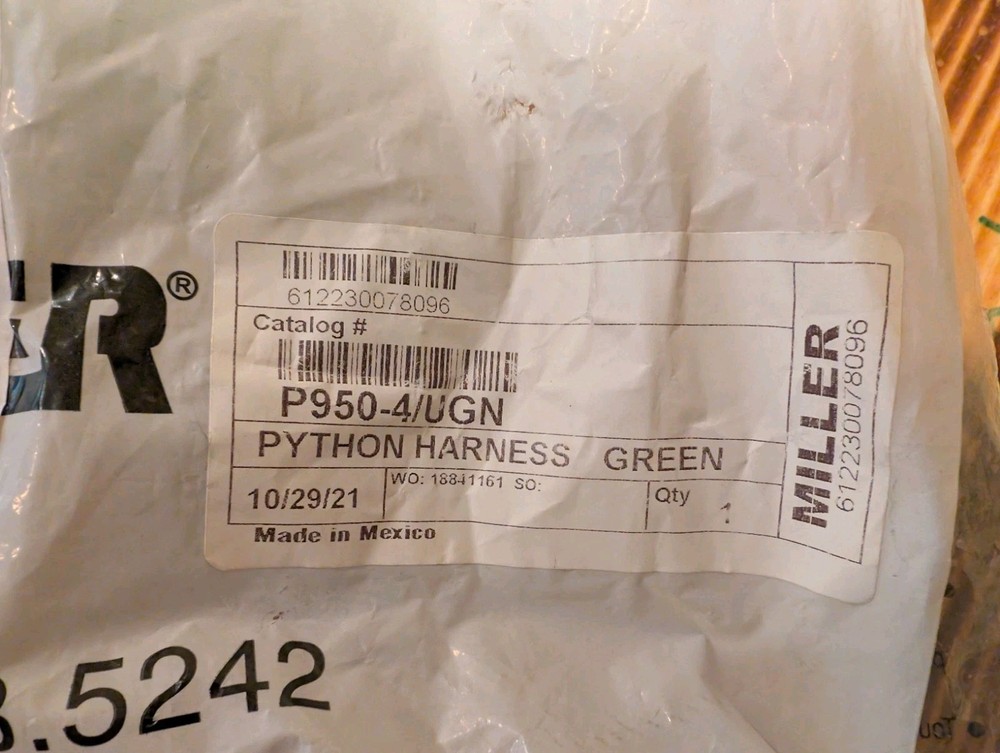 ER®
612230078096
Catalog #
P950-4/UGN
PYTHON HARNESS GREEN
10/29/21
WO: 18841161 SO:
Qty
1
Made in Mexico
MILLER
612230078096
.5242